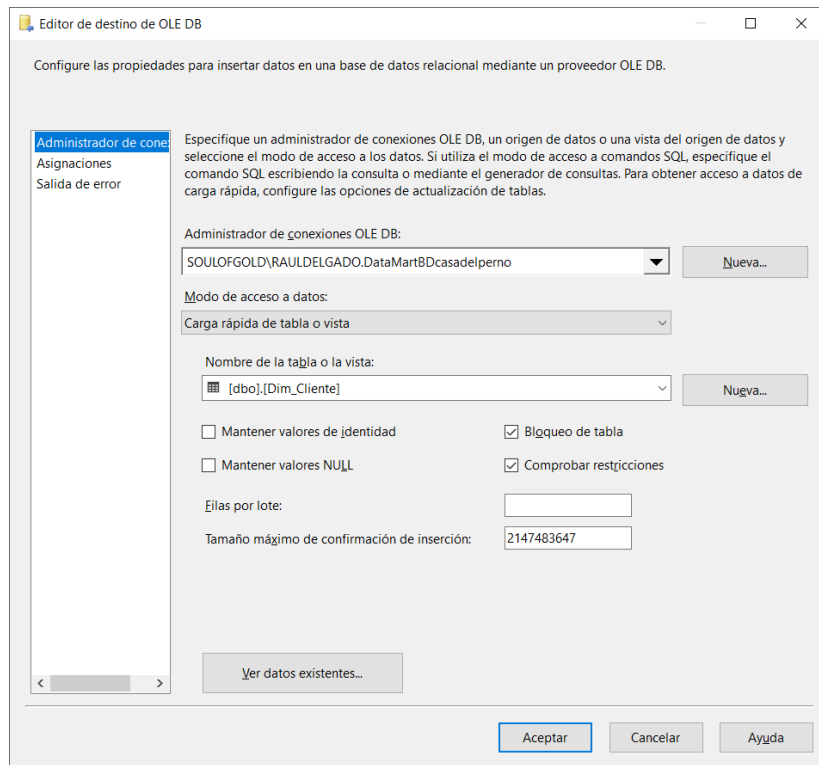 Editor de destino de OLE DB
Configure las propiedades para insertar datos en una base de datos relacional mediante un proveedor OLE DB.
Administrador de cone
Asignaciones
Salida de error
Especifique un administrador de conexiones OLE DB, un origen de datos o una vista del origen de datos y
seleccione el modo de acceso a los datos. Si utiliza el modo de acceso a comandos SQL, especifique el
comando SQL escribiendo la consulta o mediante el generador de consultas. Para obtener acceso a datos de
carga rápida, configure las opciones de actualización de tablas.
Administrador de conexiones OLE DB:
SOULOFGOLD\RAULDELGADO.DataMartBDcasadelperno
Nueva...
Modo de acceso a datos:
Carga rápida de tabla o vista
Nombre de la tabla o la vista:
[dbo].[Dim_Cliente]
Nueva...
Mantener valores de identidad
Bloqueo de tabla
Mantener valores NULL
Comprobar restricciones
Filas por lote:
Tamaño máximo de confirmación de inserción:
2147483647
Ver datos existentes...
Aceptar
Cancelar
Ayuda